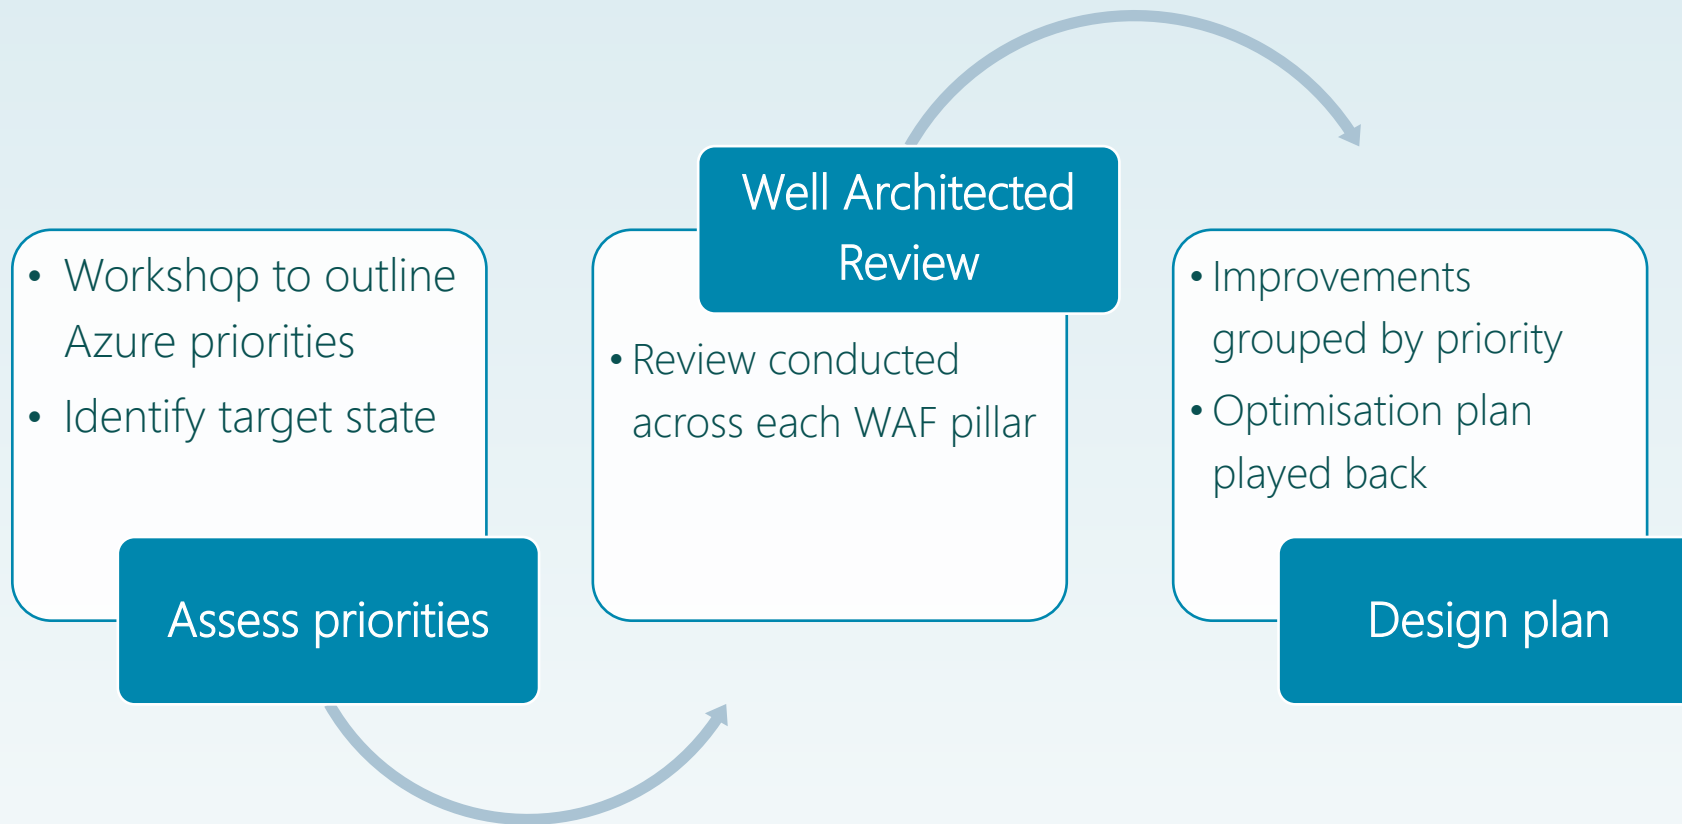 • Workshop to outline
Azure priorities
• Identify target state
Assess priorities
Well Architected
Review
• Review conducted
across each WAF pillar
• Improvements
grouped by priority
• Optimisation plan
played back
Design plan